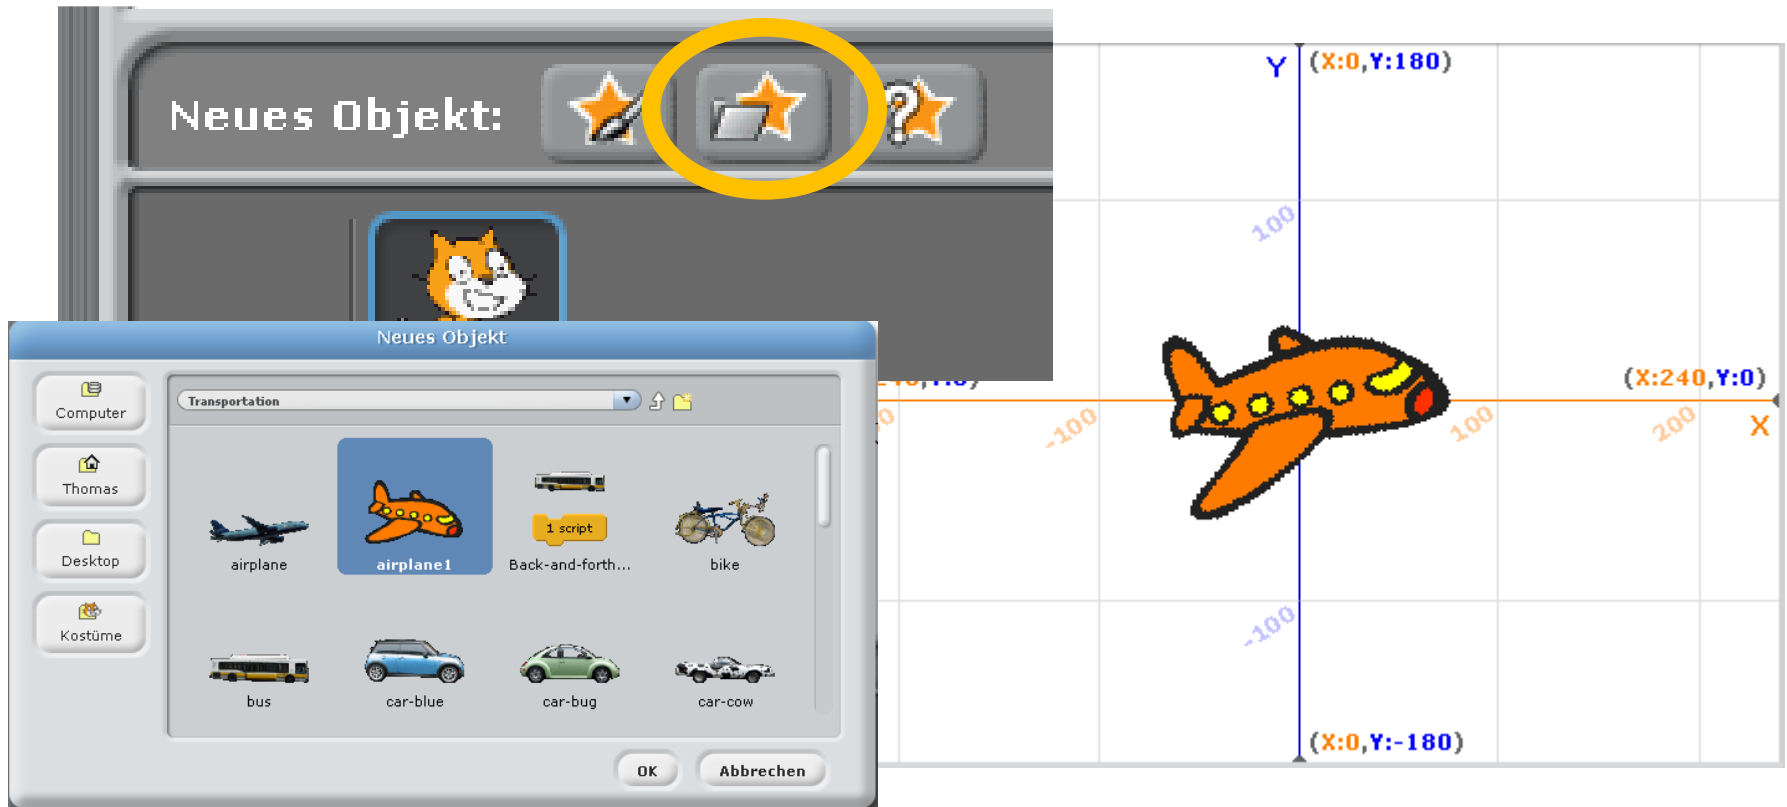 Neues Objekt:
Y
(X:0,Y:180)
100
Neues Objekt
Computer
Thomas
Desktop
Kostüme
Transportation
airplane
airplane1
1 script
Back-and-forth...
bike
bus
car-blue
car-bug
car-cow
OK
Abbrechen
(X:240,Y:0)
-100
100
200
X
-100
(X:0,Y:-180)